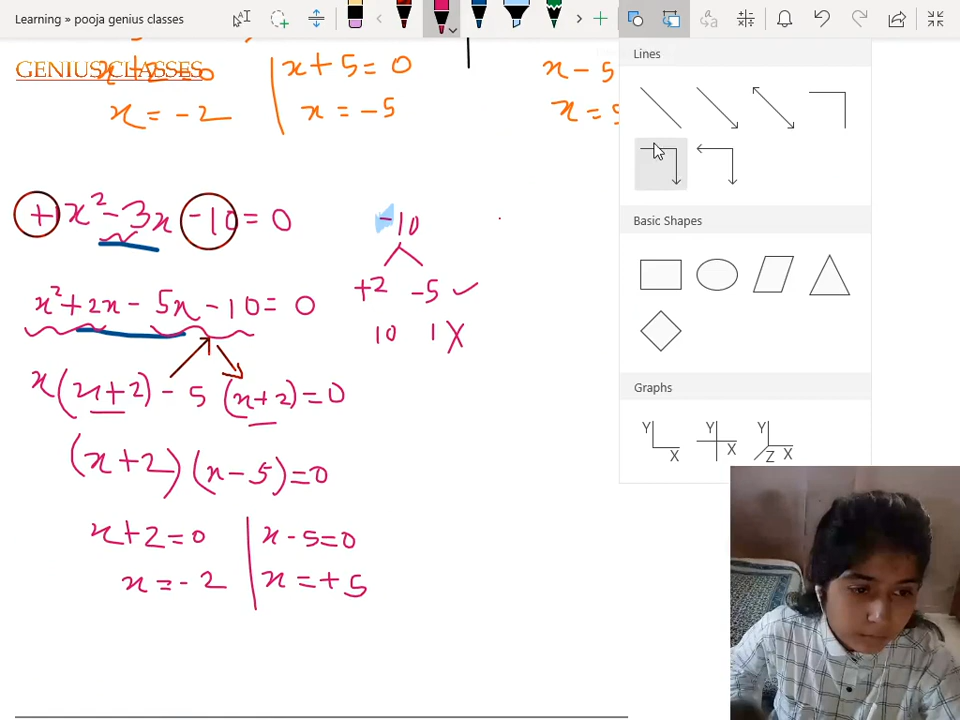 Learning » pooja genius classes
GENIUS CLASSES
x+2=0 | x+5=0
x=-2 | x=-5
x-5
x=5
+x²-3x-10=0
-10
+2 -5 ✓
10 1 X
x²+2x-5x-10=0
x(x+2)-5(x+2)=0
(x+2)(x-5)=0
x+2=0 | x-5=0
x=-2 | x=+5
Lines
Basic Shapes
Graphs
Y
X
Y
X
Y
Z X